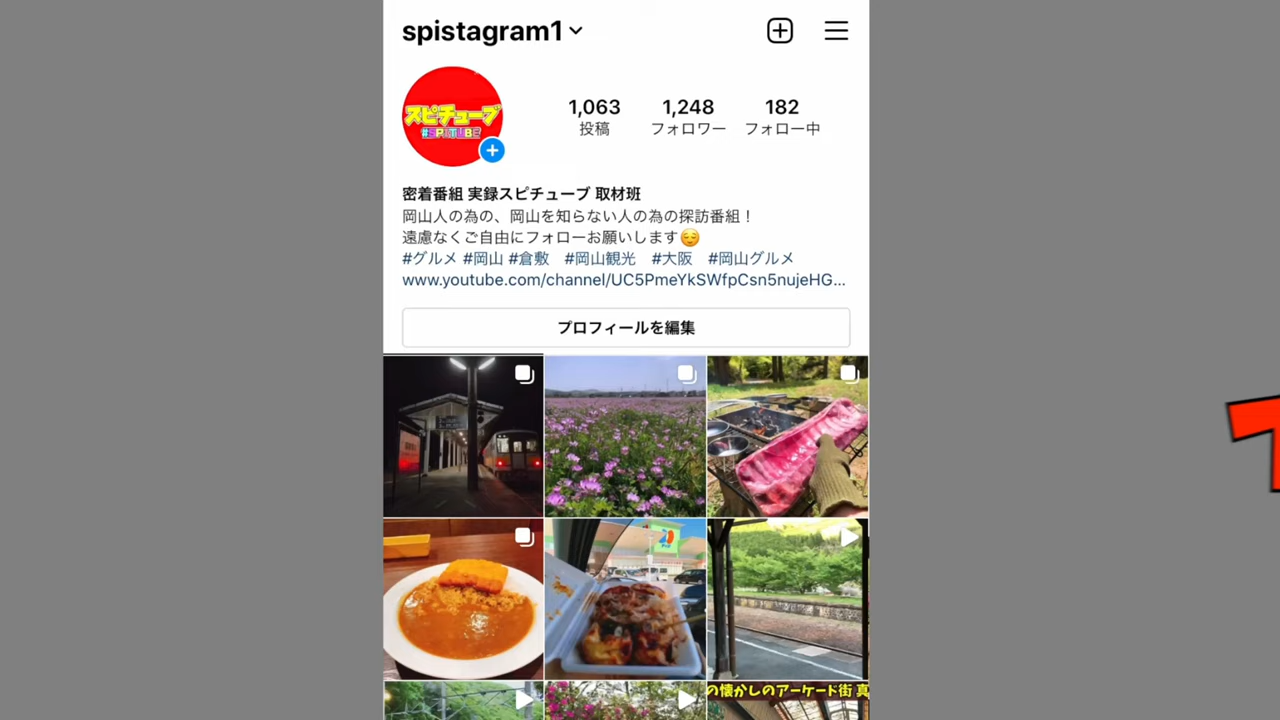 spistagram1
スピチューブ
#SPITUBE
1,063
投稿
1,248
フォロワー
182
フォロー中
密着番組 実録スピチューブ 取材班
岡山人の為の、岡山を知らない人の為の探訪番組！
遠慮なくご自由にフォローお願いします😌
#グルメ #岡山 #倉敷 #岡山観光 #大阪 #岡山グルメ
www.youtube.com/channel/UC5PmeYkSWfpCsn5nujeHG...
プロフィールを編集
の懐かしのアーケード街 真